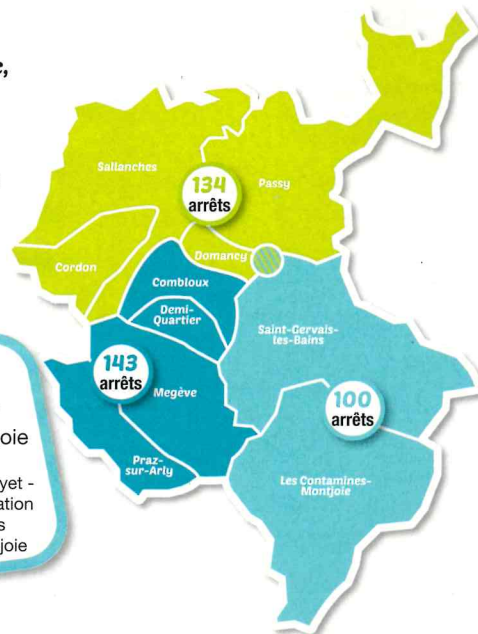 Sallanches
134
arrêts
Passy
Cordon
Domancy
Combloux
Demi-
Quartier
Saint-Gervais-
les-Bains
143
arrêts
Megève
100
arrêts
Praz-
sur-Arly
Les Contamines-
Montjoie